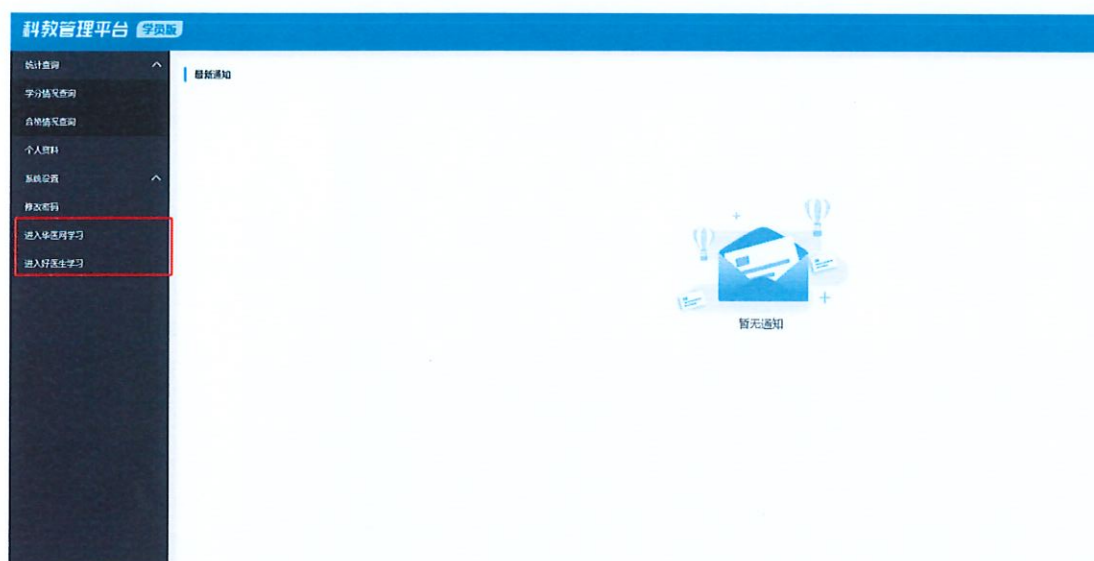 科教管理平台 学员版
统计查询
学分情况查询
合格情况查询
个人资料
系统设置
修改密码
进入华医网学习
进入好医生学习
最新通知
暂无通知